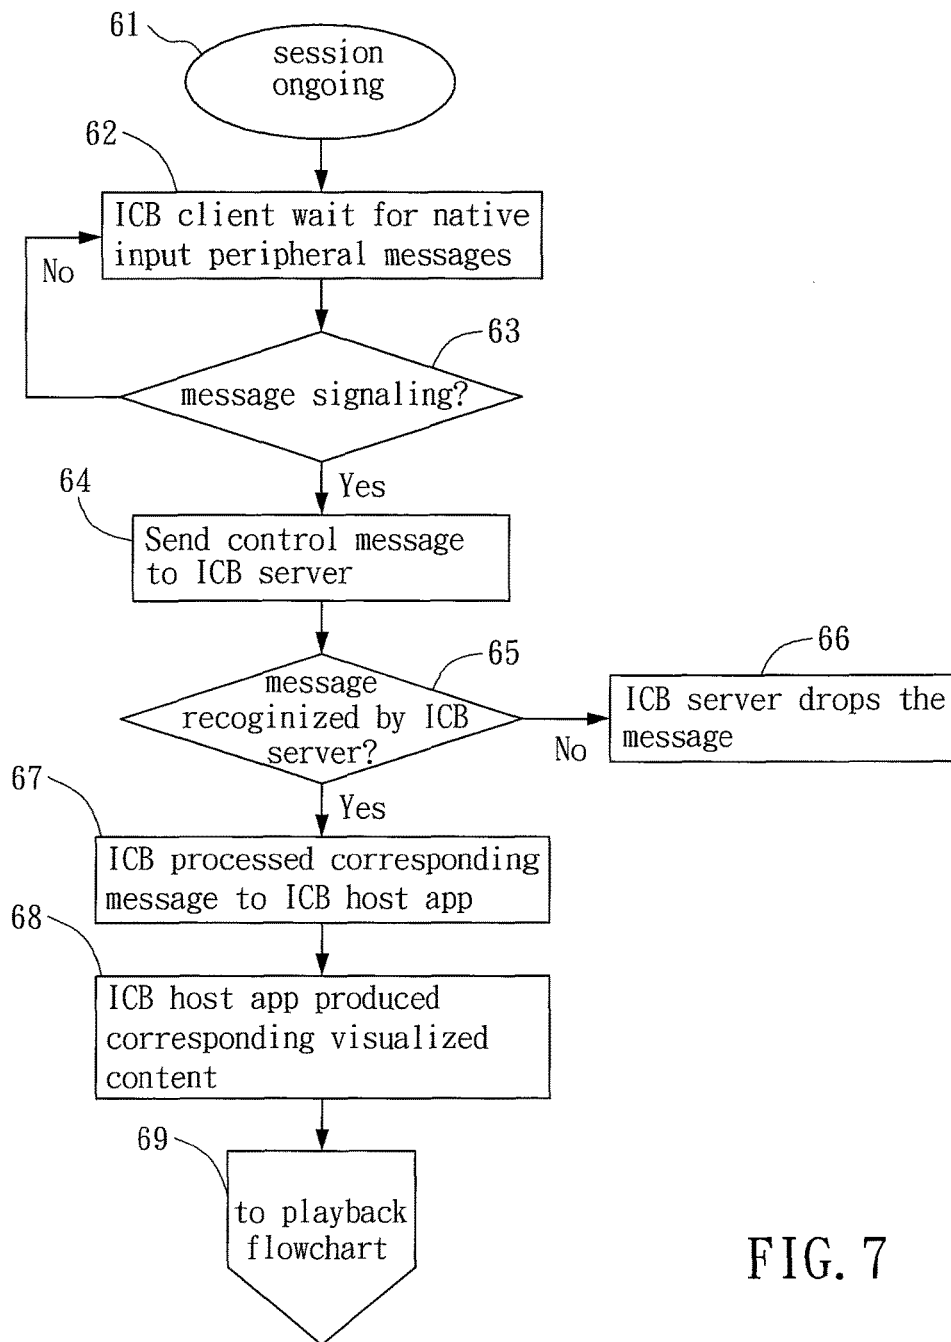 61
session
ongoing
62
ICB client wait for native
input peripheral messages
No
63
message signaling?
Yes
64
Send control message
to ICB server
65
message
recoginized by ICB
server?
No
66
ICB server drops the
message
Yes
67
ICB processed corresponding
message to ICB host app
68
ICB host app produced
corresponding visualized
content
69
to playback
flowchart
FIG. 7